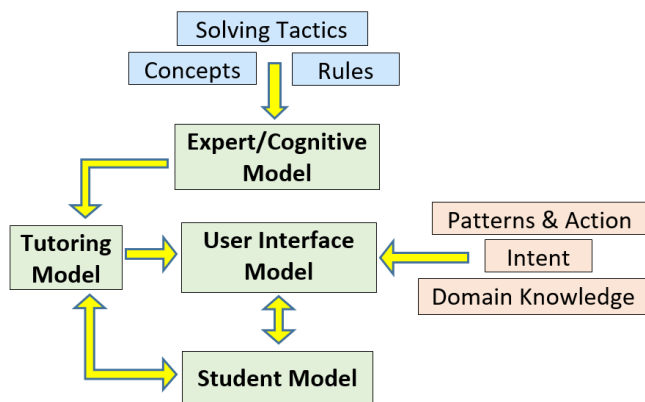 Solving Tactics
Concepts
Rules
Expert/Cognitive
Model
Tutoring
Model
User Interface
Model
Patterns & Action
Intent
Domain Knowledge
Student Model